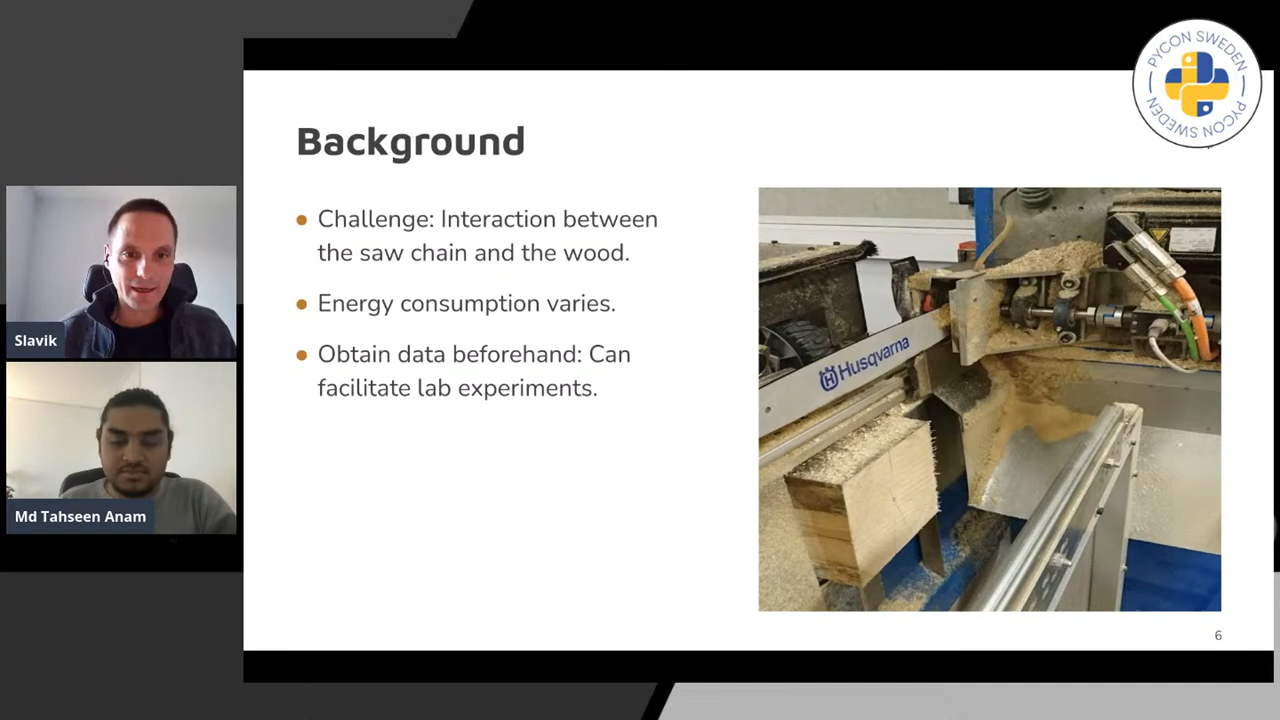 PYCON SWEDEN
PYCON SWEDEN
Background
Challenge: Interaction between
the saw chain and the wood.
Energy consumption varies.
Obtain data beforehand: Can
facilitate lab experiments.
Husqvarna
Slavik
Md Tahseen Anam
6